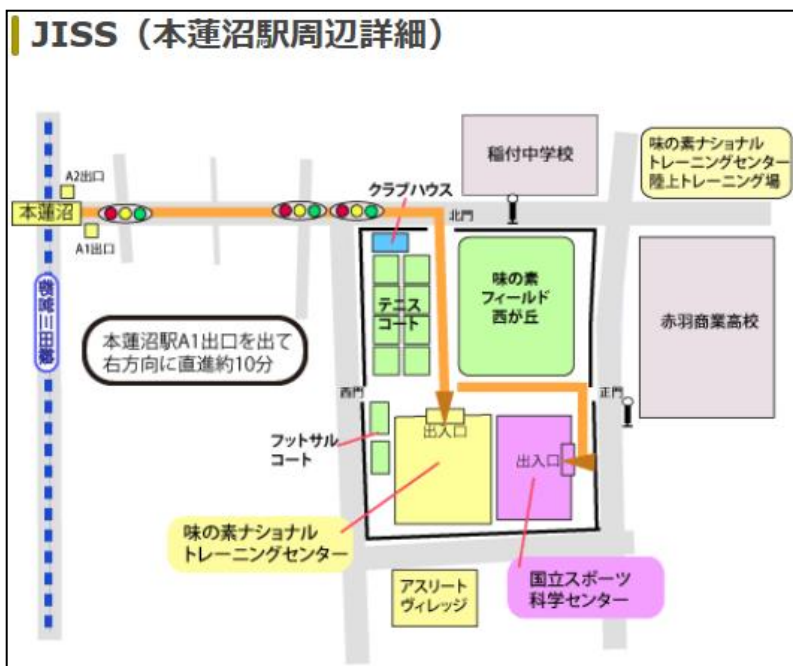 JISS（本蓮沼駅周辺詳細）
稲付中学校
味の素ナショナル
トレーニングセンター
陸上トレーニング場
A2出口
クラブハウス
本蓮沼
北門
A1出口
味の素
フィールド
西が丘
テニス
コート
赤羽商業高校
都営三田線
本蓮沼駅A1出口を出て
右方向に直進約10分
西門
正門
出入口
フットサル
コート
出入口
味の素ナショナル
トレーニングセンター
国立スポーツ
科学センター
アスリート
ヴィレッジ